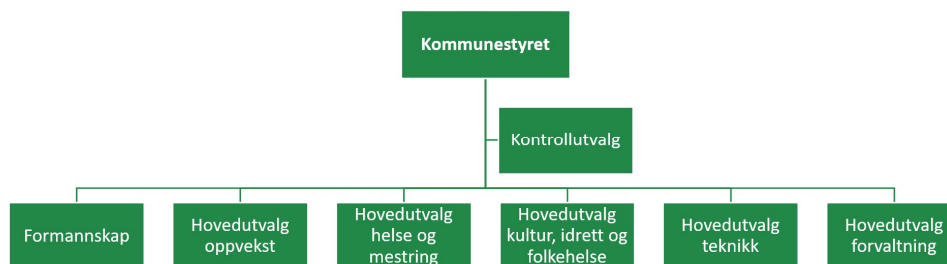 Kommunestyret
Kontrollutvalg
Formannskap
Hovedutvalg
oppvekst
Hovedutvalg
helse og
mestring
Hovedutvalg
kultur, idrett og
folkehelse
Hovedutvalg
teknikk
Hovedutvalg
forvaltning